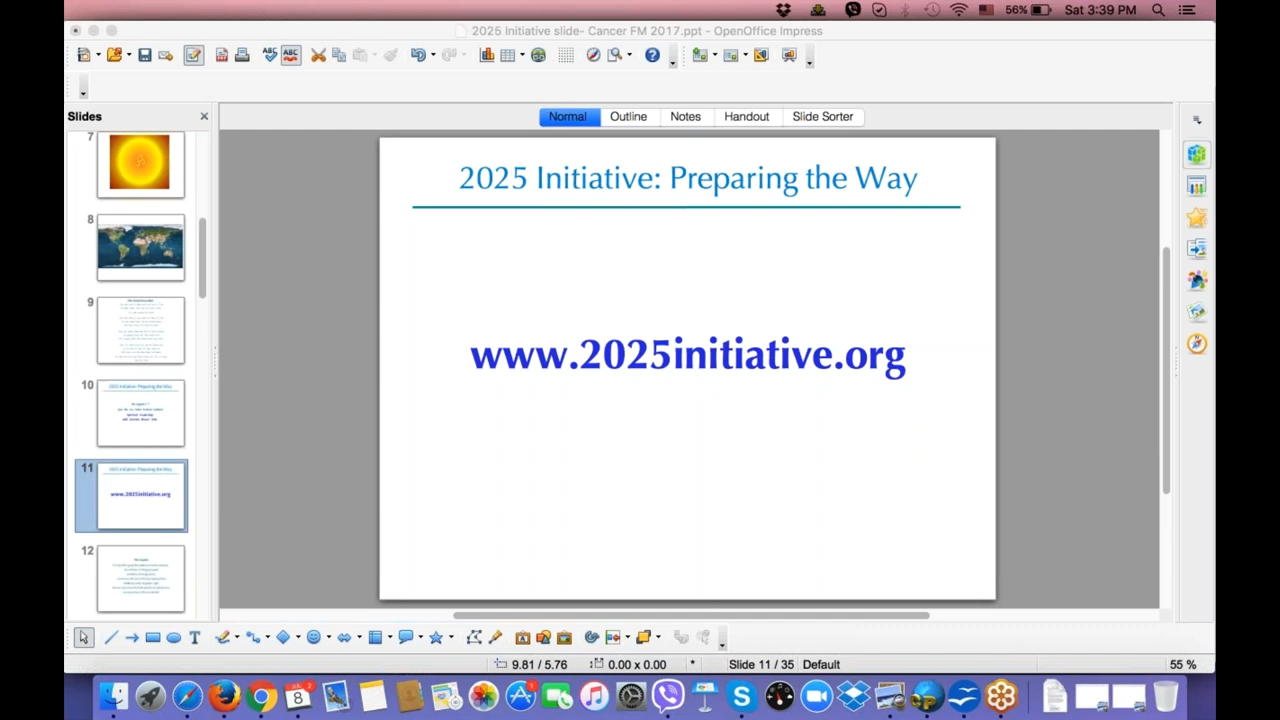 56% Sat 3:39 PM
2025 Initiative slide- Cancer FM 2017.ppt - OpenOffice Impress
Slides
Normal Outline Notes Handout Slide Sorter
7
8
9
10
2025 Initiative: Preparing the Way
11
2025 Initiative: Preparing the Way
www.2025initiative.org
12
2025 Initiative: Preparing the Way
www.2025initiative.org
9.81 / 5.76 0.00 x 0.00 * Slide 11 / 35 Default 55 %
8